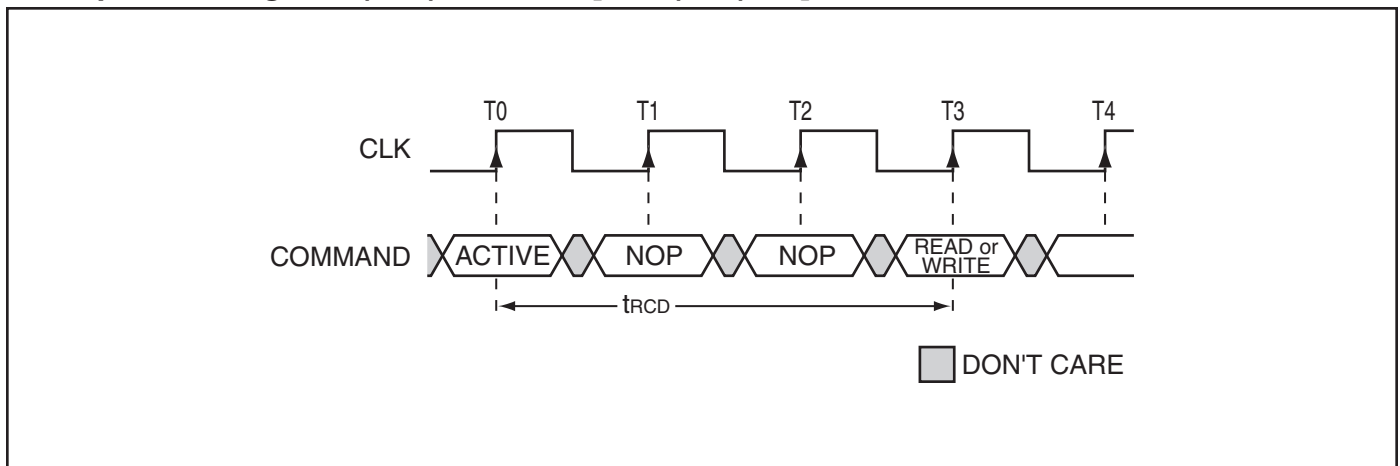 T0 T1 T2 T3 T4
CLK
COMMAND ACTIVE NOP NOP READ or
WRITE
tRCD
DON'T CARE